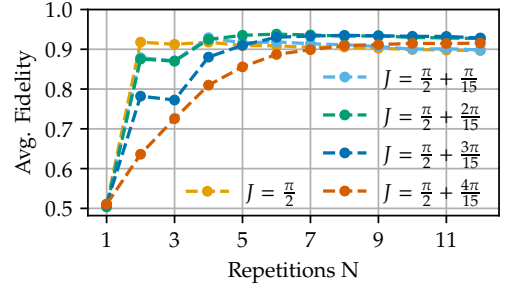 Avg. Fidelity
1.0
0.9
0.8
0.7
0.6
0.5
J = π/2 + π/15
J = π/2 + 2π/15
J = π/2 + 3π/15
J = π/2
J = π/2 + 4π/15
1 3 5 7 9 11
Repetitions N